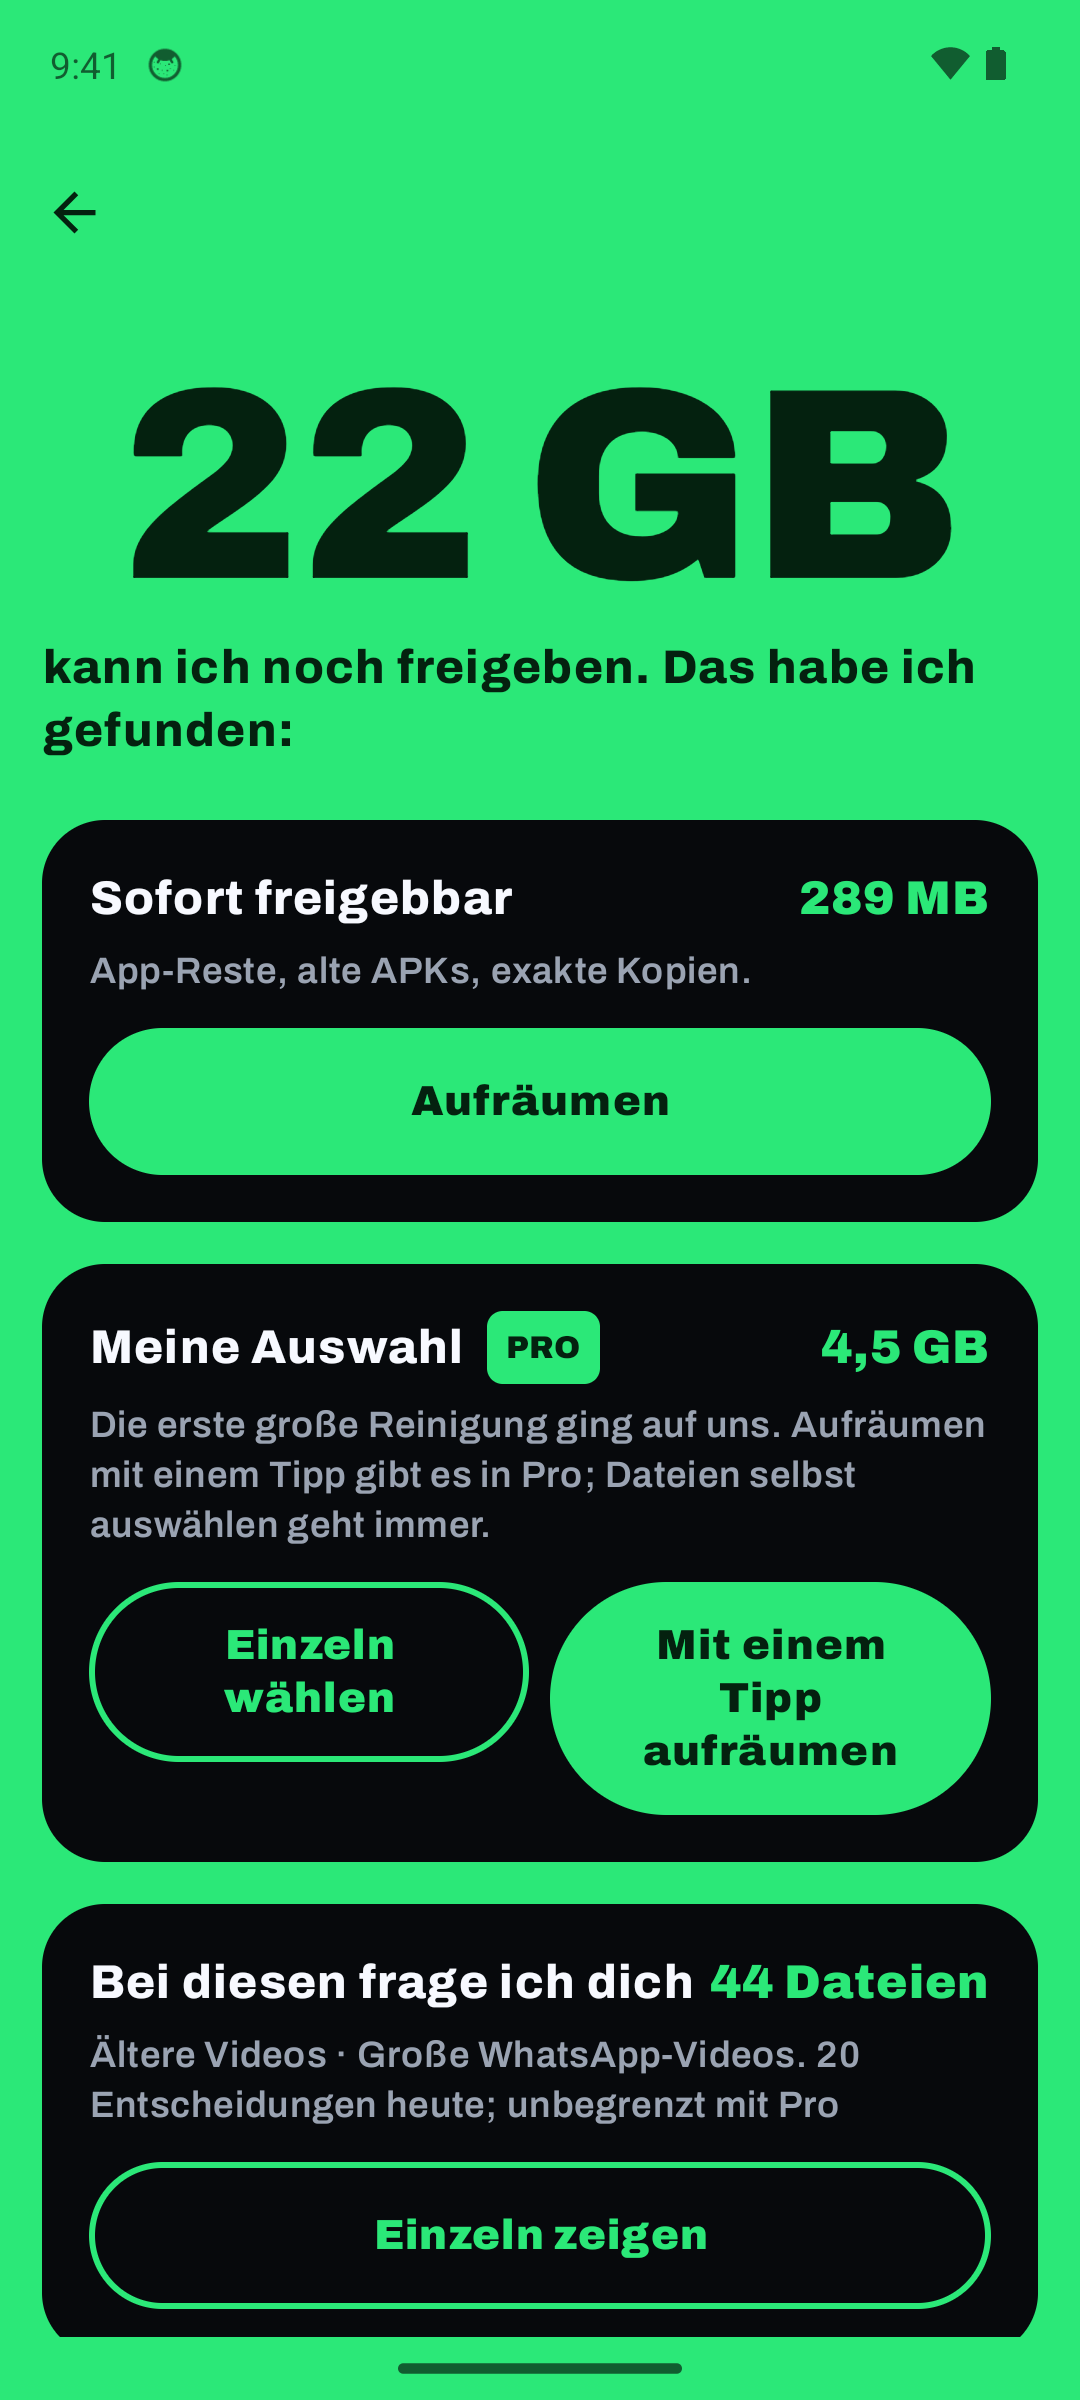 9:41
22 GB
kann ich noch freigeben. Das habe ich
gefunden:
Sofort freigebbar 289 MB
App-Reste, alte APKs, exakte Kopien.
Aufräumen
Meine Auswahl PRO 4,5 GB
Die erste große Reinigung ging auf uns. Aufräumen
mit einem Tipp gibt es in Pro; Dateien selbst
auswählen geht immer.
Einzeln
wählen
Mit einem
Tipp
aufräumen
Bei diesen frage ich dich 44 Dateien
Ältere Videos · Große WhatsApp-Videos. 20
Entscheidungen heute; unbegrenzt mit Pro
Einzeln zeigen